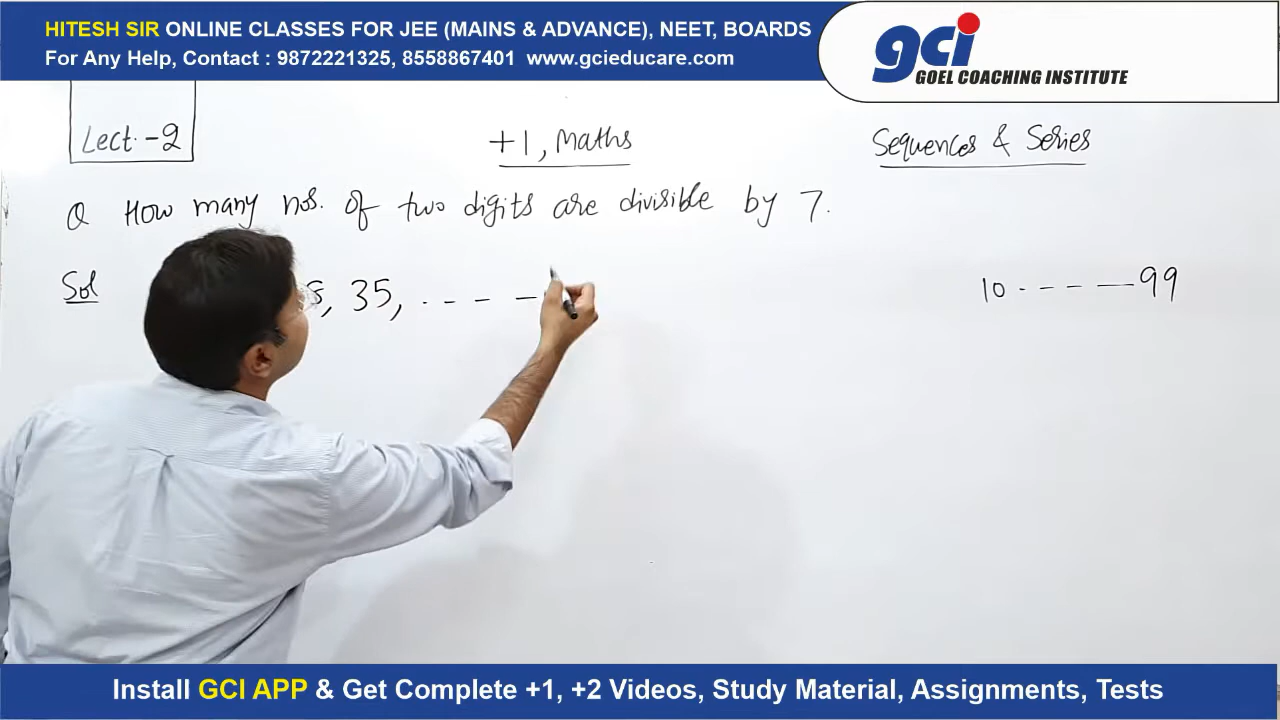 HITESH SIR ONLINE CLASSES FOR JEE (MAINS & ADVANCE), NEET, BOARDS
For Any Help, Contact : 9872221325, 8558867401 www.gcieducare.com
gci
GOEL COACHING INSTITUTE
Lect.-2
+1, Maths
Sequences & Series
Q How many nos. of two digits are divisible by 7.
Sol 8, 35, . - - -
10 . - - - 99
Install GCI APP & Get Complete +1, +2 Videos, Study Material, Assignments, Tests